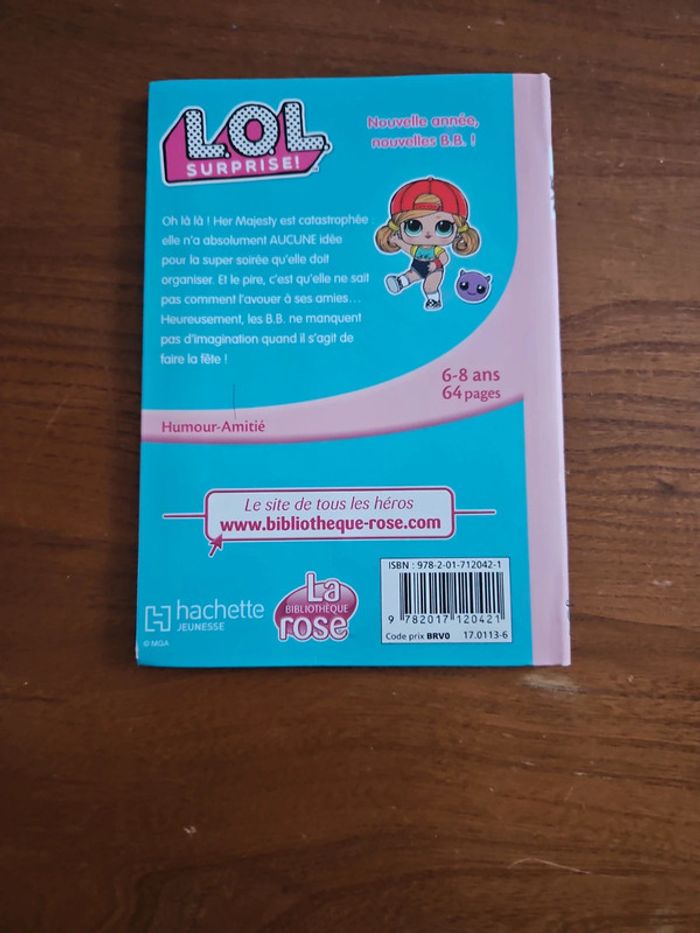 L.O.L.
SURPRISE!
™
Nouvelle année,
nouvelles B.B. !
Oh là là ! Her Majesty est catastrophée :
elle n'a absolument AUCUNE idée
pour la super soirée qu'elle doit
organiser. Et le pire, c'est qu'elle ne sait
pas comment l'avouer à ses amies...
Heureusement, les B.B. ne manquent
pas d'imagination quand il s'agit de
faire la fête !
6-8 ans
64 pages
Humour-Amitié
Le site de tous les héros
www.bibliotheque-rose.com
hachette
JEUNESSE
© MGA
La
BIBLIOTHÈQUE
rose
ISBN : 978-2-01-712042-1
9 782017 120421
Code prix BRV0 17.0113-6